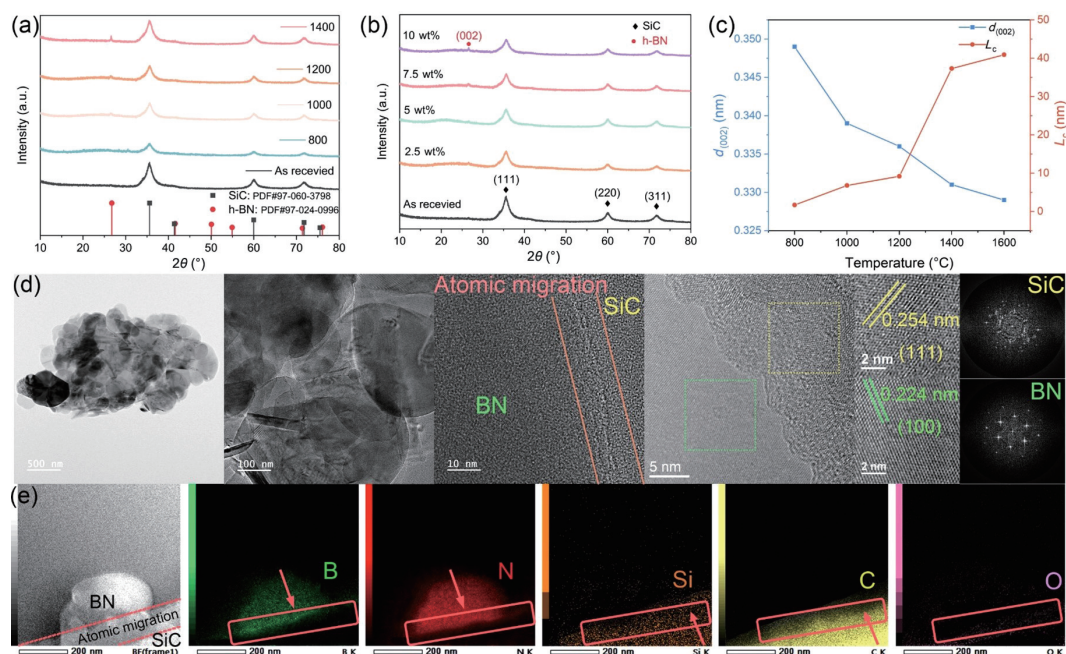 (a)
1400
1200
1000
800
As recevied
SiC: PDF#97-060-3798
h-BN: PDF#97-024-0996
Intensity (a.u.)
10 20 30 40 50 60 70 80
2θ (°)
(b)
SiC
h-BN
(002)
10 wt%
7.5 wt%
5 wt%
2.5 wt%
As recevied
(111)
(220)
(311)
Intensity (a.u.)
10 20 30 40 50 60 70 80
2θ (°)
(c)
d(002)
Lc
0.350
0.345
0.340
0.335
0.330
0.325
d(002) (nm)
50
40
30
20
10
0
Lc (nm)
800 1000 1200 1400 1600
Temperature (°C)
(d)
500 nm
100 nm
Atomic migration
SiC
BN
10 nm
5 nm
0.254 nm
(111)
2 nm
0.224 nm
(100)
2 nm
SiC
BN
(e)
BN
Atomic migration
SiC
200 nm
BF(frame1)
B
200 nm
B K
N
200 nm
N K
Si
200 nm
Si K
C
200 nm
C K
O
200 nm
O K